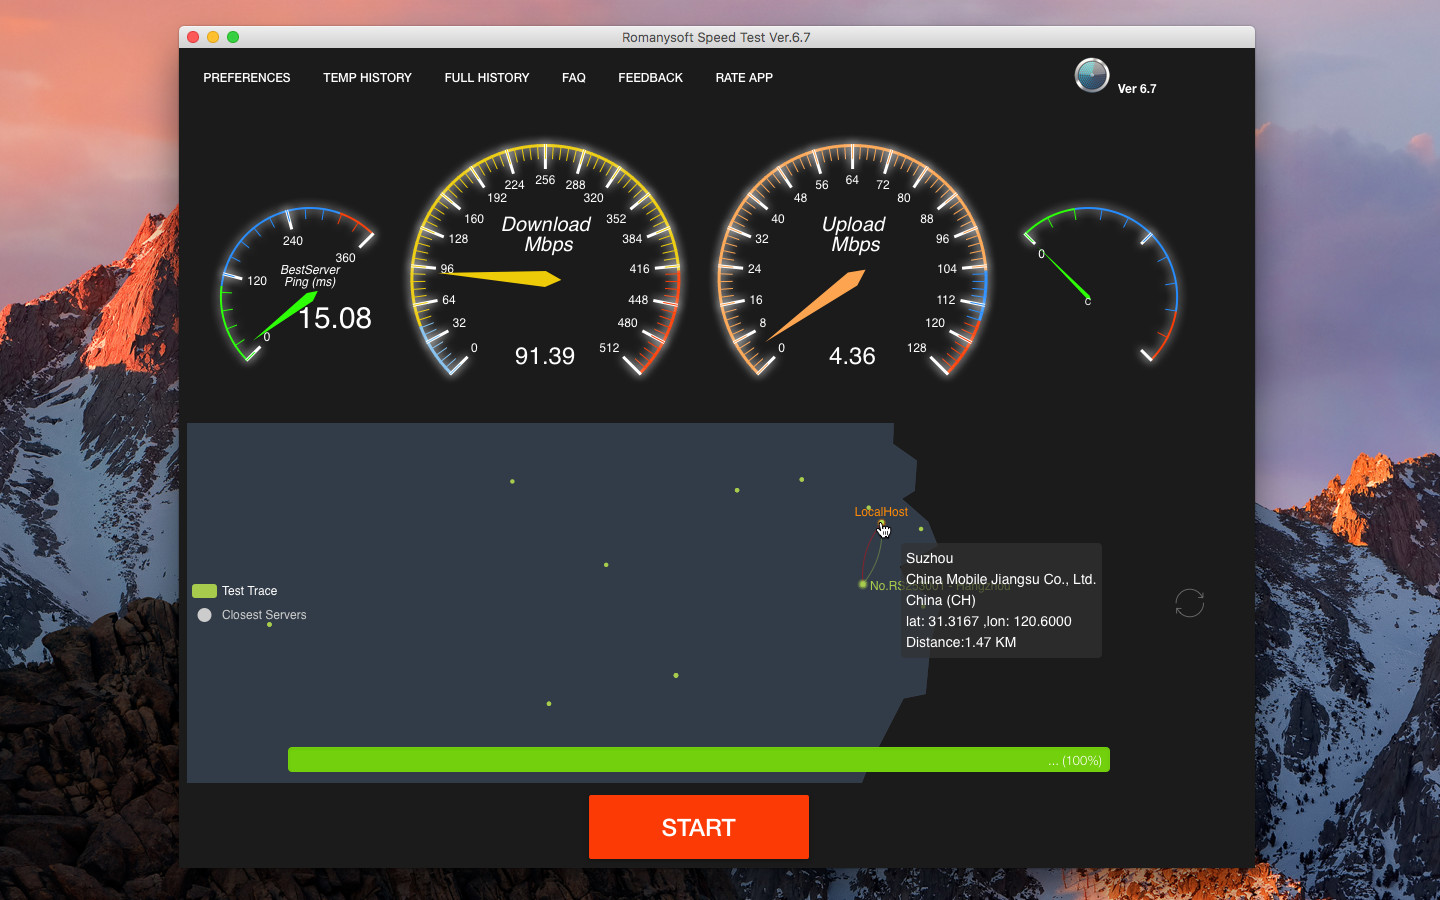 Romanysoft Speed Test Ver.6.7
PREFERENCES TEMP HISTORY FULL HISTORY FAQ FEEDBACK RATE APP
Ver 6.7
0 120 240 360
BestServer
Ping (ms)
15.08
0 32 64 96 128 160 192 224 256 288 320 352 384 416 448 480 512
Download
Mbps
91.39
0 8 16 24 32 40 48 56 64 72 80 88 96 104 112 120 128
Upload
Mbps
4.36
0
C
LocalHost
No.RS
Suzhou
China Mobile Jiangsu Co., Ltd.
China (CH)
lat: 31.3167 ,lon: 120.6000
Distance:1.47 KM
Test Trace
Closest Servers
... (100%)
START